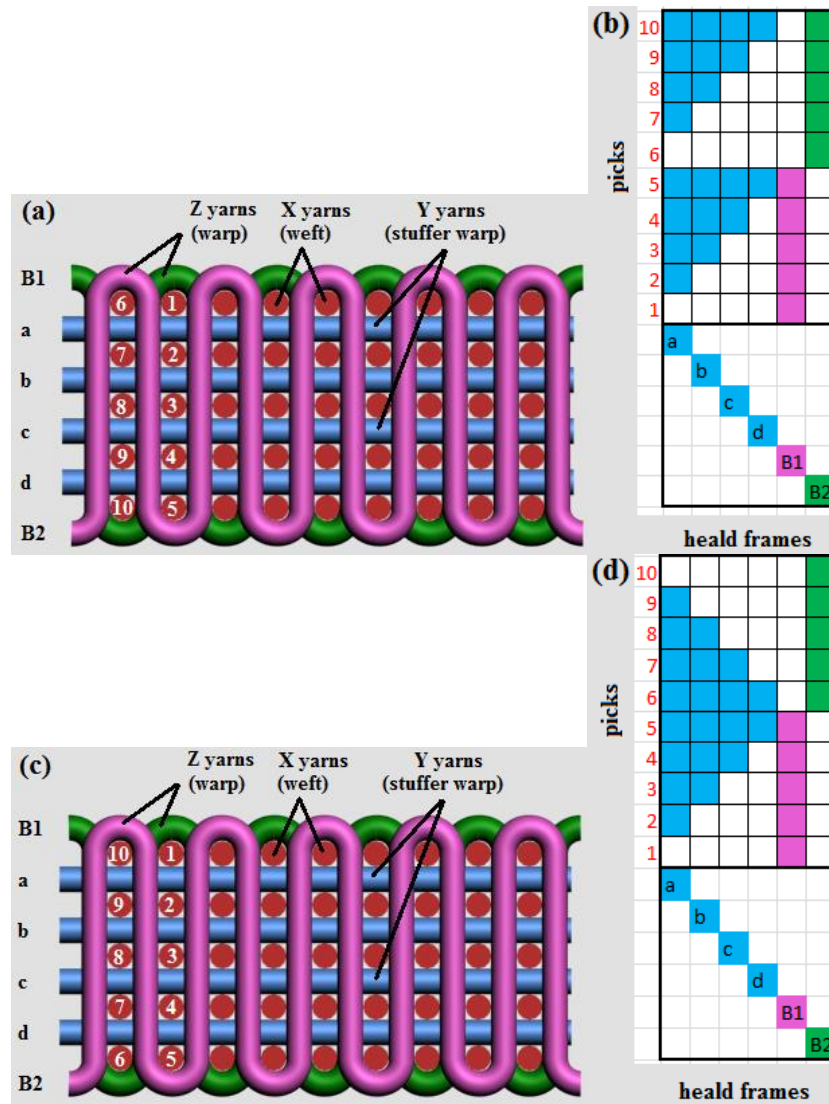 (a)
Z yarns
(warp)
X yarns
(weft)
Y yarns
(stuffer warp)
B1
6 1
a
7 2
b
8 3
c
9 4
d
10 5
B2
(b)
picks
10
9
8
7
6
5
4
3
2
1
a
b
c
d
B1
B2
heald frames
(c)
Z yarns
(warp)
X yarns
(weft)
Y yarns
(stuffer warp)
B1
10 1
a
9 2
b
8 3
c
7 4
d
6 5
B2
(d)
picks
10
9
8
7
6
5
4
3
2
1
a
b
c
d
B1
B2
heald frames